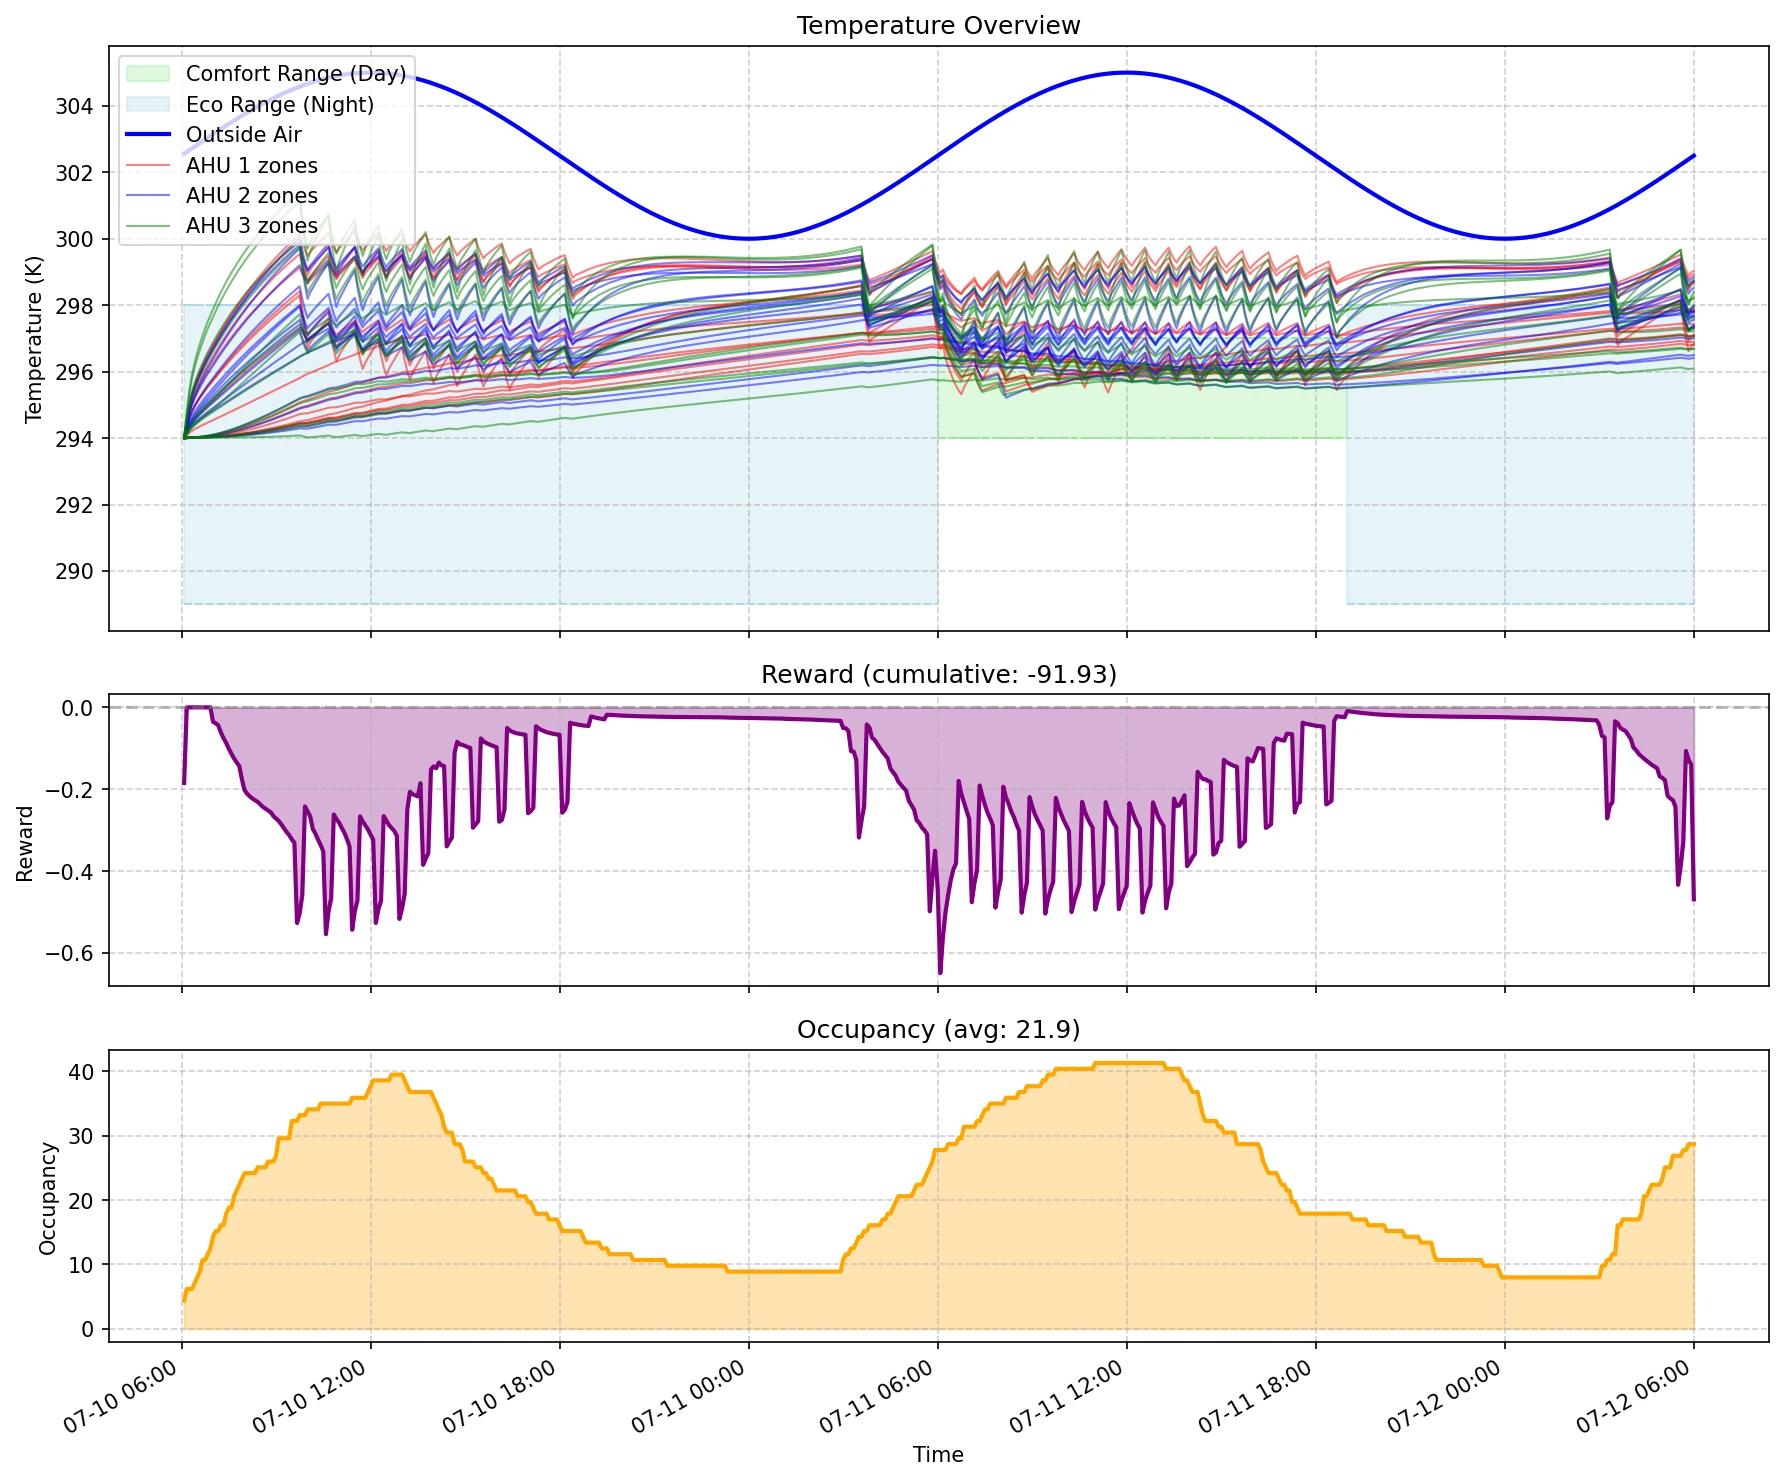 Temperature Overview
Comfort Range (Day)
Eco Range (Night)
Outside Air
AHU 1 zones
AHU 2 zones
AHU 3 zones
304
302
300
298
296
294
292
290
Temperature (K)
Reward (cumulative: -91.93)
0.0
−0.2
−0.4
−0.6
Reward
Occupancy (avg: 21.9)
40
30
20
10
0
Occupancy
07-10 06:00
07-10 12:00
07-10 18:00
07-11 00:00
07-11 06:00
07-11 12:00
07-11 18:00
07-12 00:00
07-12 06:00
Time